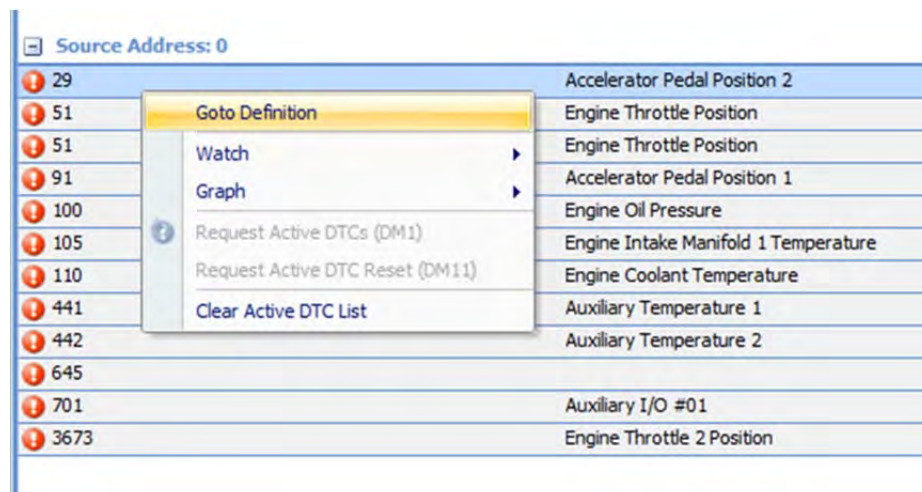 Source Address: 0
29 Accelerator Pedal Position 2
Goto Definition
51 Engine Throttle Position
Watch
51 Engine Throttle Position
Graph
91 Accelerator Pedal Position 1
100 Engine Oil Pressure
Request Active DTCs (DM1)
105 Engine Intake Manifold 1 Temperature
Request Active DTC Reset (DM11)
110 Engine Coolant Temperature
Clear Active DTC List
441 Auxiliary Temperature 1
442 Auxiliary Temperature 2
645
701 Auxiliary I/O #01
3673 Engine Throttle 2 Position